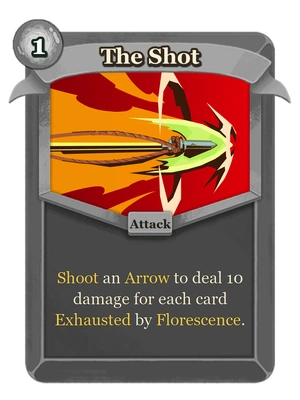 1
The Shot
Attack
Shoot an Arrow to deal 10
damage for each card
Exhausted by Florescence.